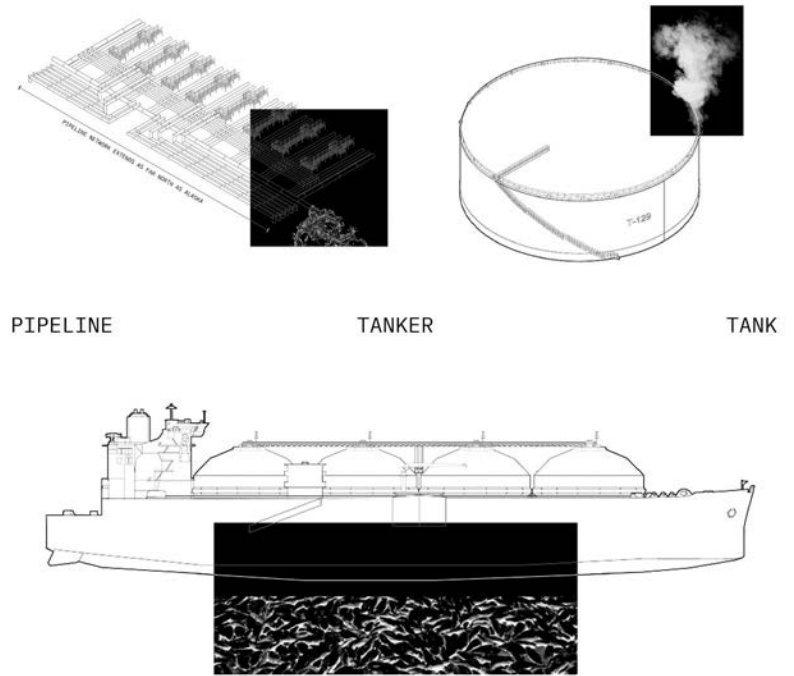 PIPELINE NETWORK EXTENDS AS FAR NORTH AS ALASKA
T-129
PIPELINE
TANKER
TANK